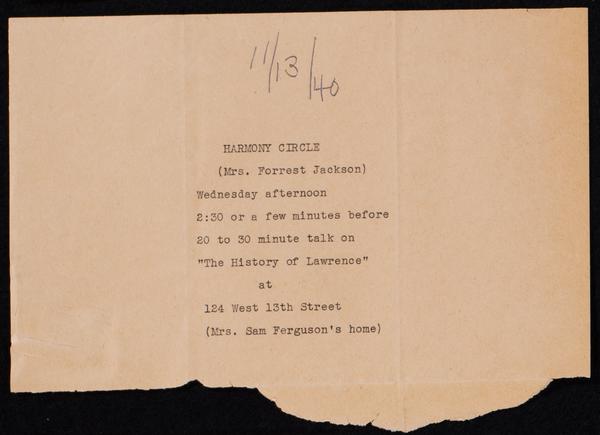 11/13/40
HARMONY CIRCLE
(Mrs. Forrest Jackson)
Wednesday afternoon
2:30 or a few minutes before
20 to 30 minute talk on
"The History of Lawrence"
at
124 West 13th Street
(Mrs. Sam Ferguson's home)